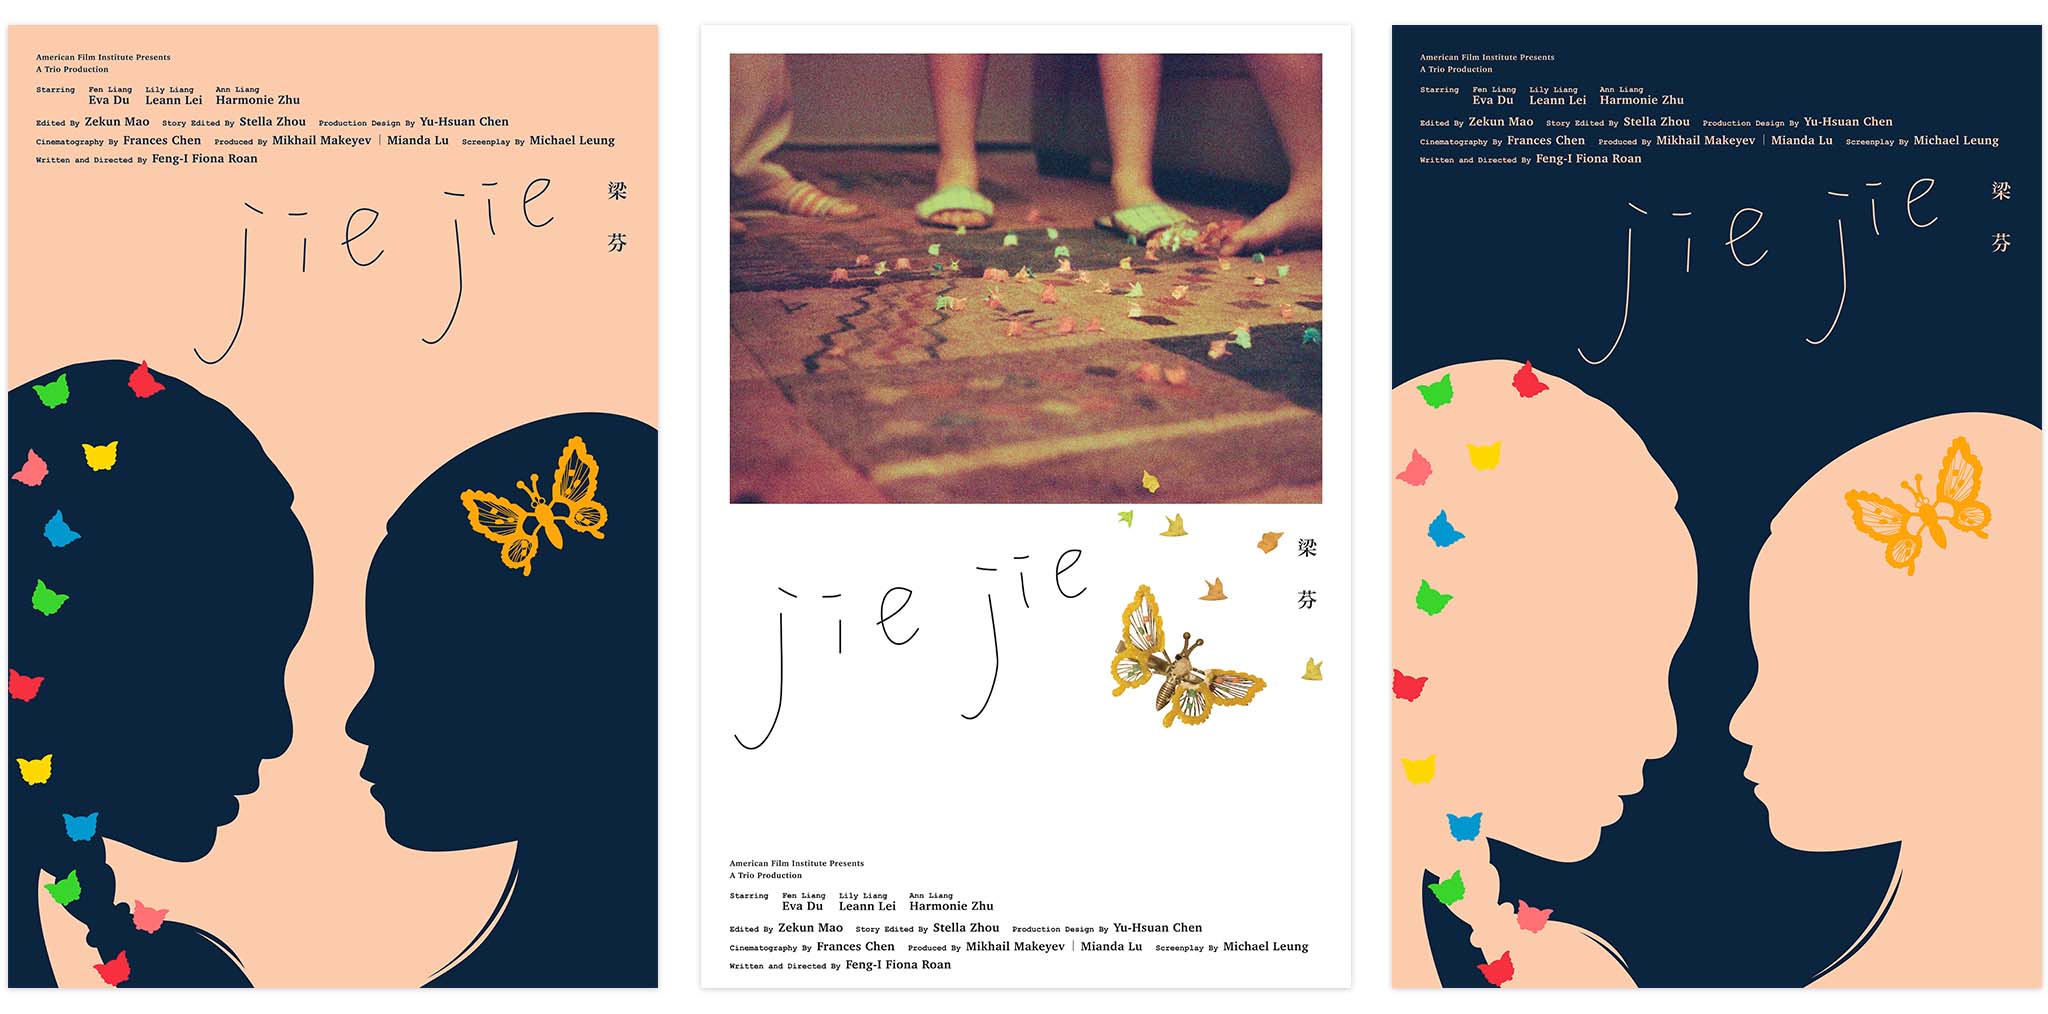 American Film Institute Presents
A Trio Production
Starring Fen Liang Lily Liang Ann Liang
Eva Du Leann Lei Harmonie Zhu
Edited By Zekun Mao Story Edited By Stella Zhou Production Design By Yu-Hsuan Chen
Cinematography By Frances Chen Produced By Mikhail Makeyev | Mianda Lu Screenplay By Michael Leung
Written and Directed By Feng-I Fiona Roan
jīe jīe
梁芬
jīe jīe
梁芬
American Film Institute Presents
A Trio Production
Starring Fen Liang Lily Liang Ann Liang
Eva Du Leann Lei Harmonie Zhu
Edited By Zekun Mao Story Edited By Stella Zhou Production Design By Yu-Hsuan Chen
Cinematography By Frances Chen Produced By Mikhail Makeyev | Mianda Lu Screenplay By Michael Leung
Written and Directed By Feng-I Fiona Roan
American Film Institute Presents
A Trio Production
Starring Fen Liang Lily Liang Ann Liang
Eva Du Leann Lei Harmonie Zhu
Edited By Zekun Mao Story Edited By Stella Zhou Production Design By Yu-Hsuan Chen
Cinematography By Frances Chen Produced By Mikhail Makeyev | Mianda Lu Screenplay By Michael Leung
Written and Directed By Feng-I Fiona Roan
jīe jīe
梁芬